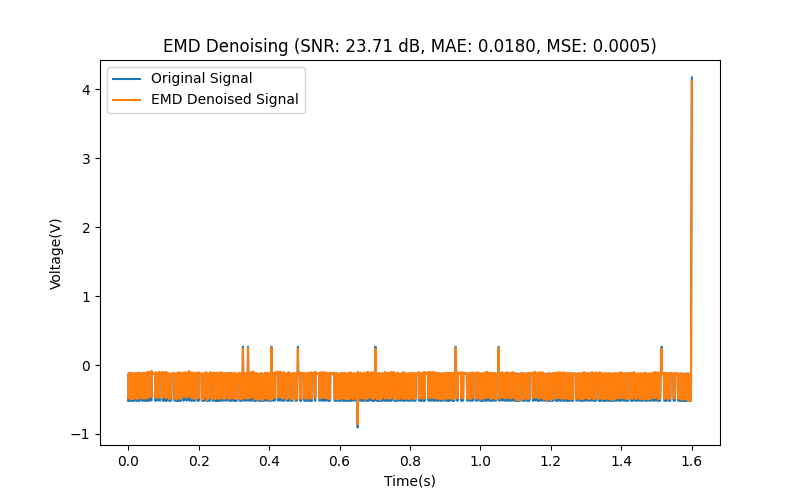 EMD Denoising (SNR: 23.71 dB, MAE: 0.0180, MSE: 0.0005)
Original Signal
EMD Denoised Signal
4
3
2
1
0
−1
Voltage(V)
0.0 0.2 0.4 0.6 0.8 1.0 1.2 1.4 1.6
Time(s)